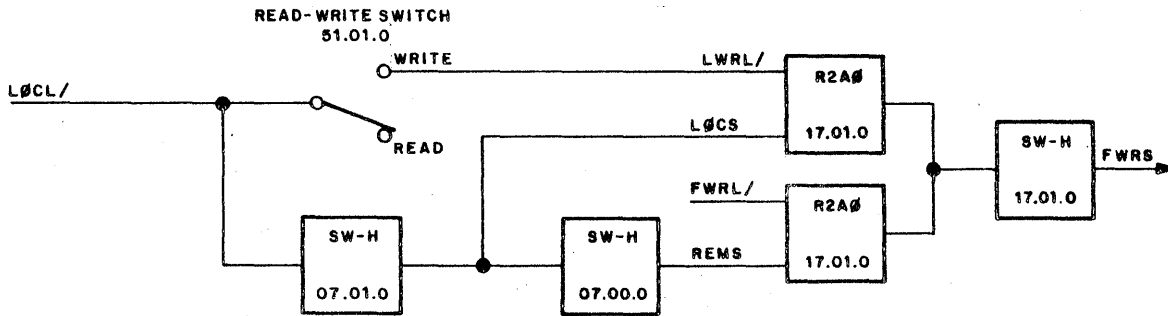 READ-WRITE SWITCH
51.01.0
WRITE
LWRL/
R2AØ
LØCL/
READ
LØCS
17.01.0
SW-H
FWRS
17.01.0
FWRL/
R2AØ
SW-H
SW-H
REMS
17.01.0
07.01.0
07.00.0